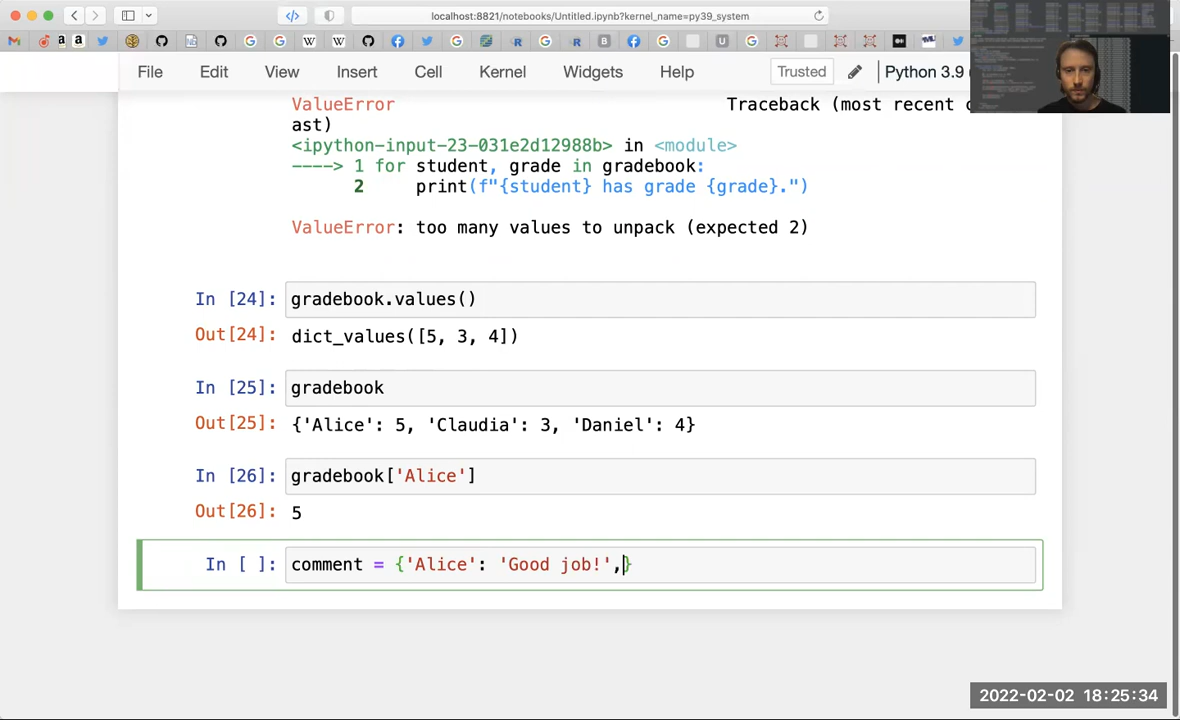 localhost:8821/notebooks/Untitled.ipynb?kernel_name=py39_system
File Edit View Insert Cell Kernel Widgets Help Trusted Python 3.9
ValueError Traceback (most recent c
ast)
<ipython-input-23-031e2d12988b> in <module>
----> 1 for student, grade in gradebook:
2 print(f"{student} has grade {grade}.")
ValueError: too many values to unpack (expected 2)
In [24]: gradebook.values()
Out[24]: dict_values([5, 3, 4])
In [25]: gradebook
Out[25]: {'Alice': 5, 'Claudia': 3, 'Daniel': 4}
In [26]: gradebook['Alice']
Out[26]: 5
In [ ]: comment = {'Alice': 'Good job!',}
2022-02-02 18:25:34